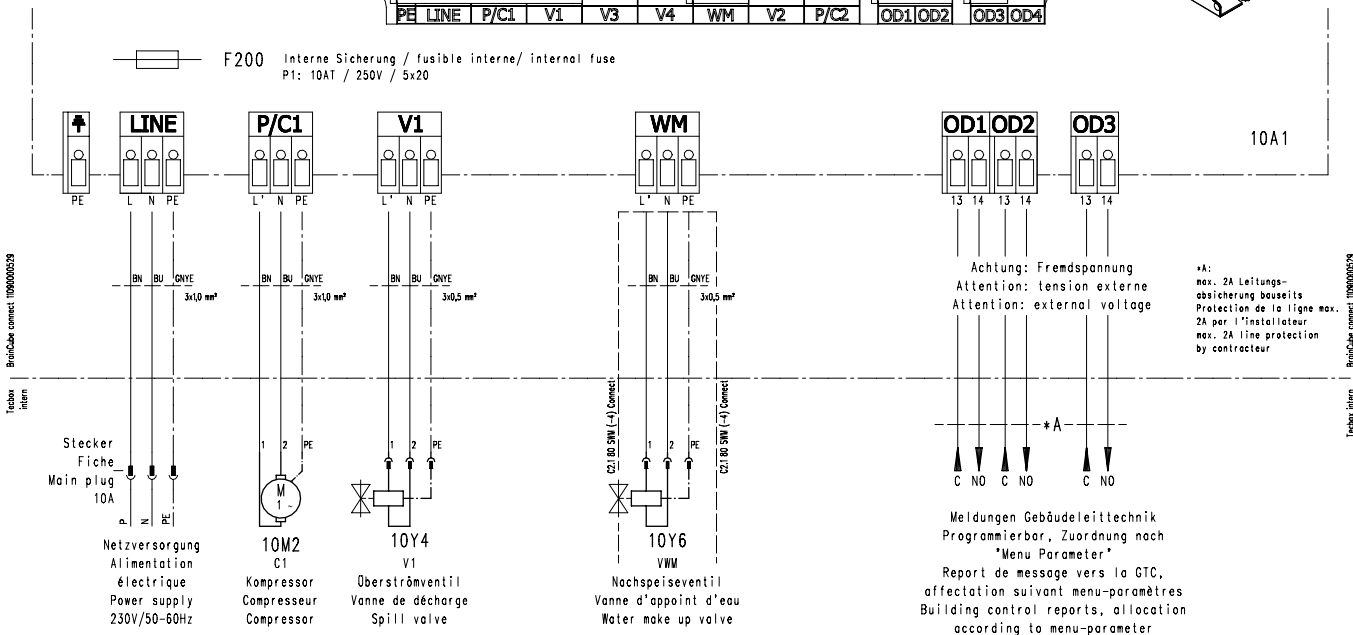 PE LINE P/C1 V1 V3 V4 WM V2 P/C2 OD1 OD2 OD3 OD4
F200 Interne Sicherung / fusible interne/ internal fuse
P1: 10AT / 250V / 5x20
LINE P/C1 V1 WM OD1 OD2 OD3
10A1
PE L N PE L' N PE L' N PE L' N PE 13 14 13 14 13 14
BrainCube connect 11090000529
BN BU GNYE
3x1,0 mm²
BN BU GNYE
3x1,0 mm²
BN BU GNYE
3x0,5 mm²
BN BU GNYE
3x0,5 mm²
Achtung: Fremdspannung
Attention: tension externe
Attention: external voltage
*A:
max. 2A Leitungs-
absicherung bauseits
Protection de la ligne max.
2A par l'installateur
max. 2A line protection
by contracteur
BrainCube connect 11090000529
Tecbox
intern
Tecbox intern
Stecker
Fiche
Main plug
10A
P N PE
Netzversorgung
Alimentation
électrique
Power supply
230V/50-60Hz
1 2 PE
M
1 ~
10M2
C1
Kompressor
Compresseur
Compressor
1 2 PE
10Y4
V1
Überströmventil
Vanne de décharge
Spill valve
C2.1 80 SWM (-4) Connect
1 2 PE
C2.1 80 SWM (-4) Connect
10Y6
VWM
Nachspeiseventil
Vanne d'appoint d'eau
Water make up valve
*A
C NO C NO C NO
Meldungen Gebäudeleittechnik
Programmierbar, Zuordnung nach
"Menu Parameter"
Report de message vers la GTC,
affectation suivant menu-paramètres
Building control reports, allocation
according to menu-parameter